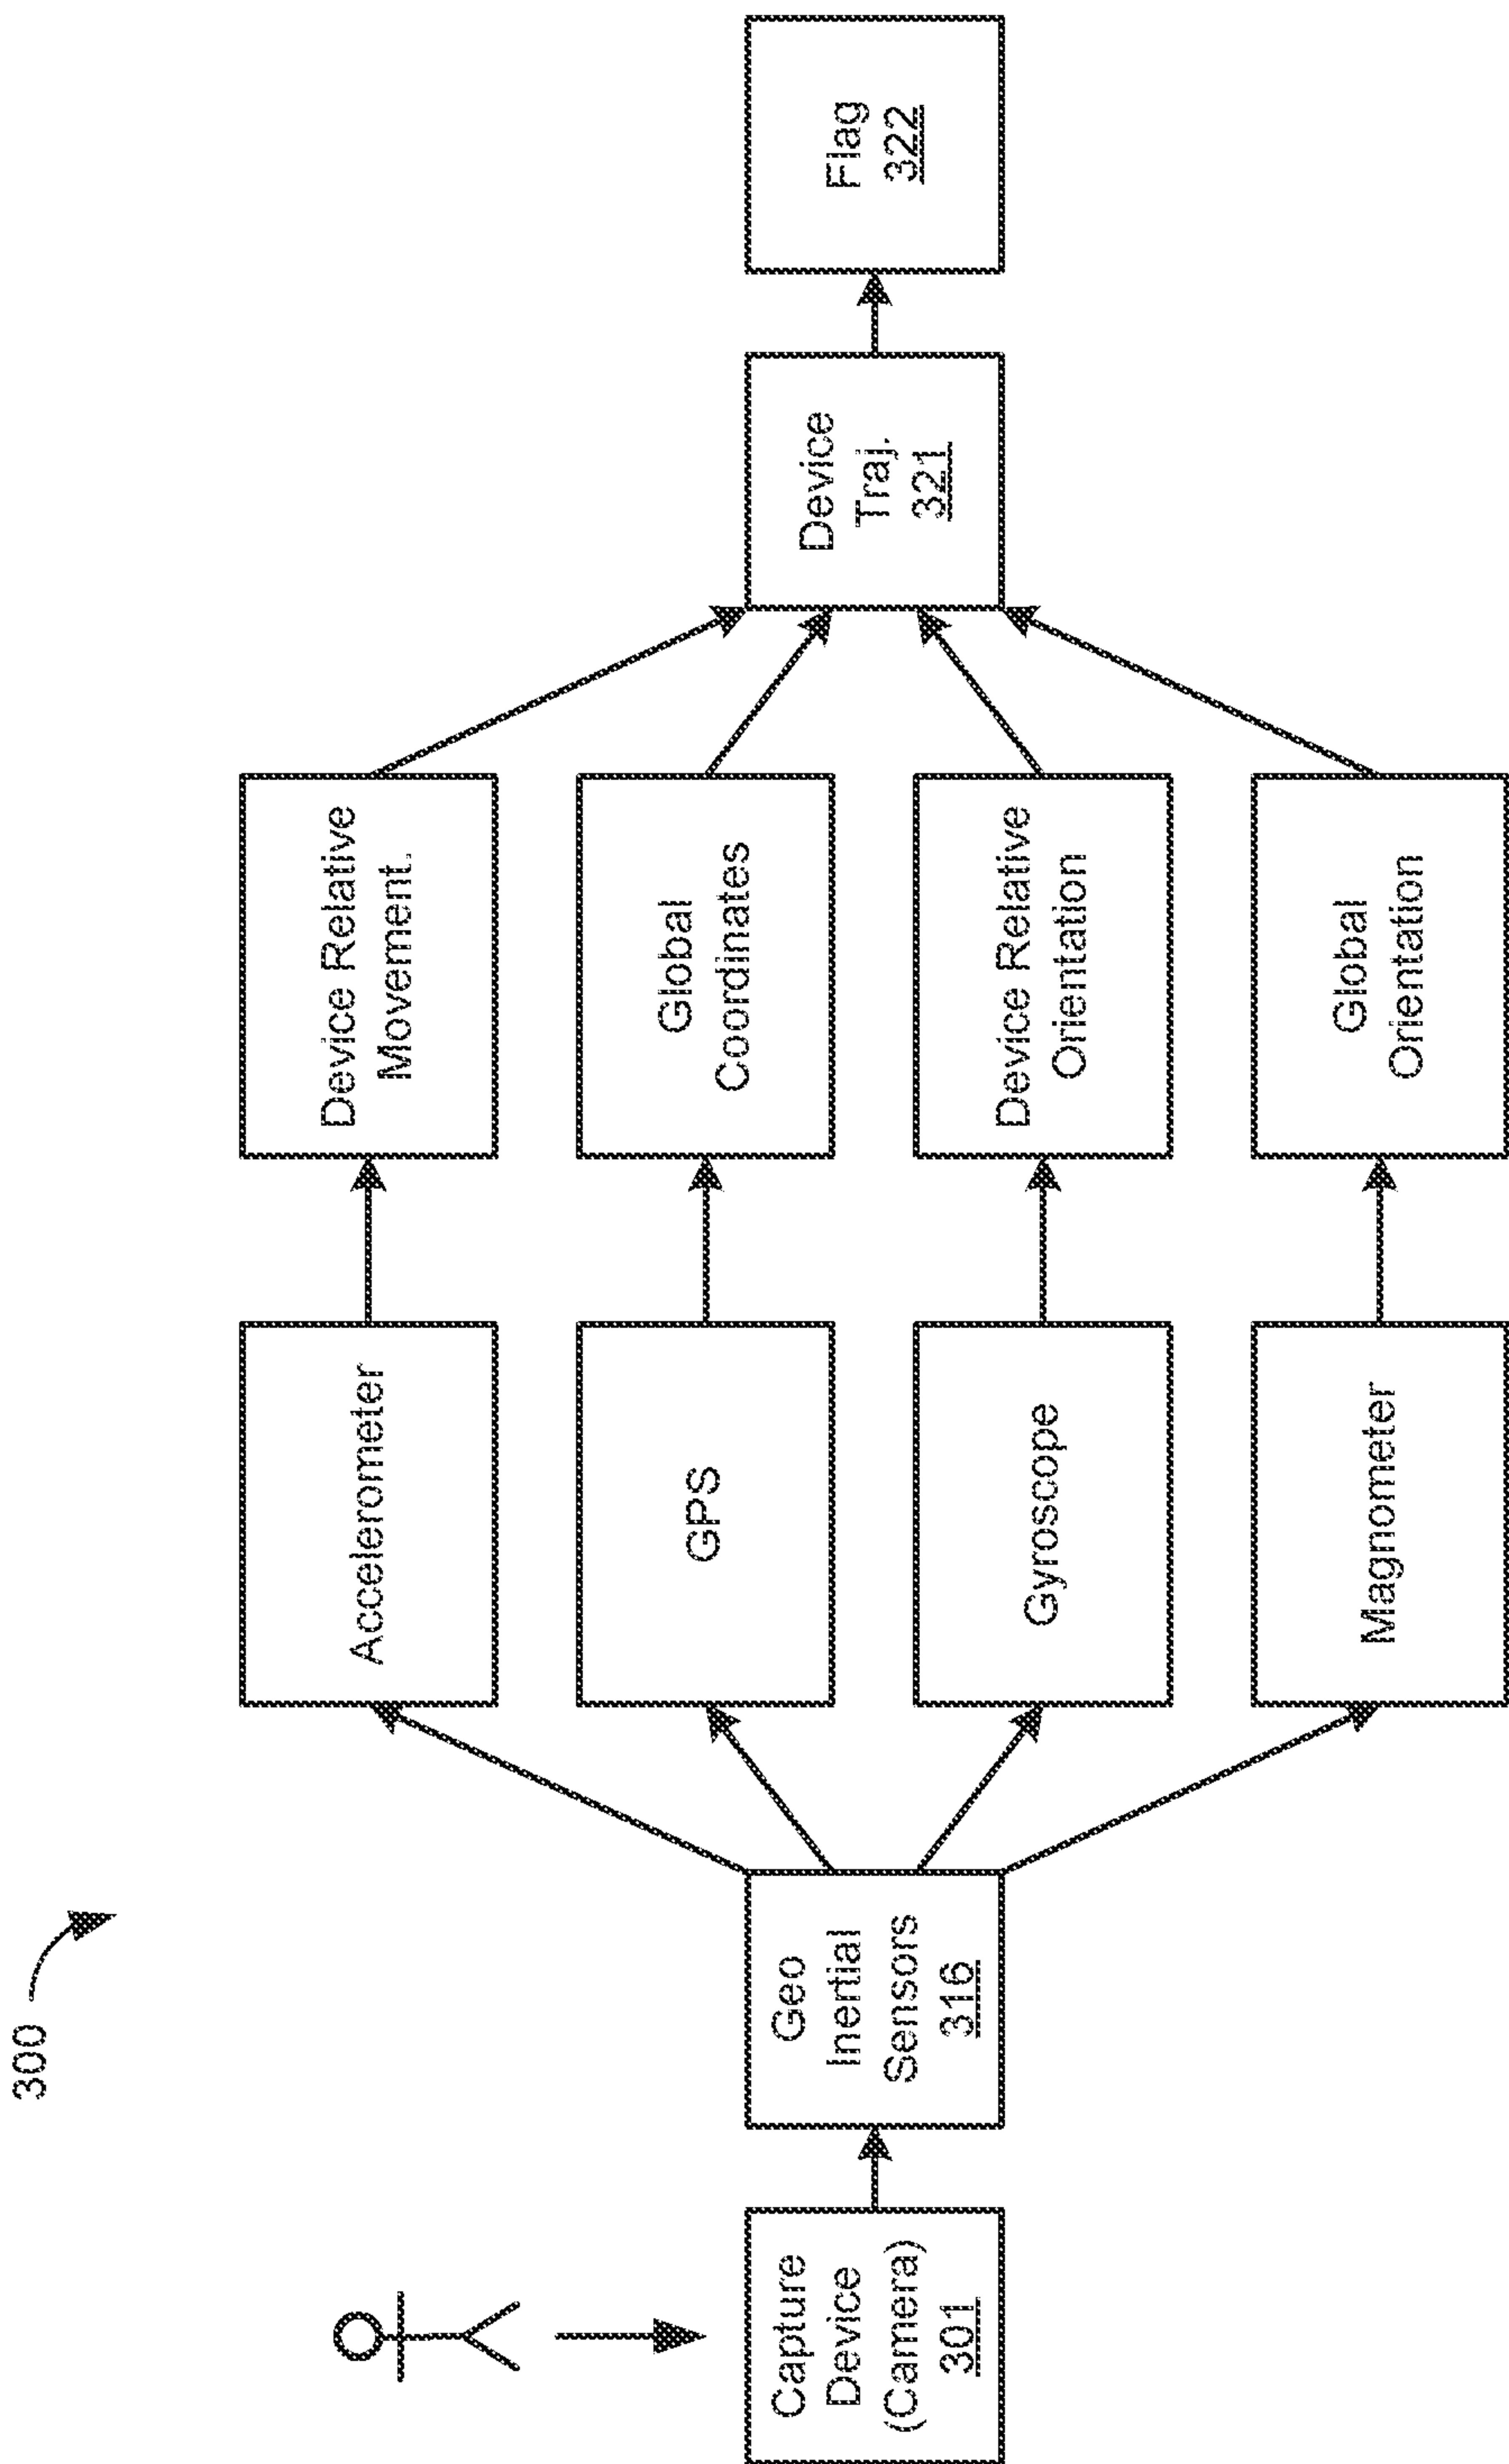 300
Capture
Device
(Camera)
301
Geo
Inertial
Sensors
316
Accelerometer
GPS
Gyroscope
Magnometer
Device Relative
Movement.
Global
Coordinates
Device Relative
Orientation
Global
Orientation
Device
Traj.
321
Flag
322